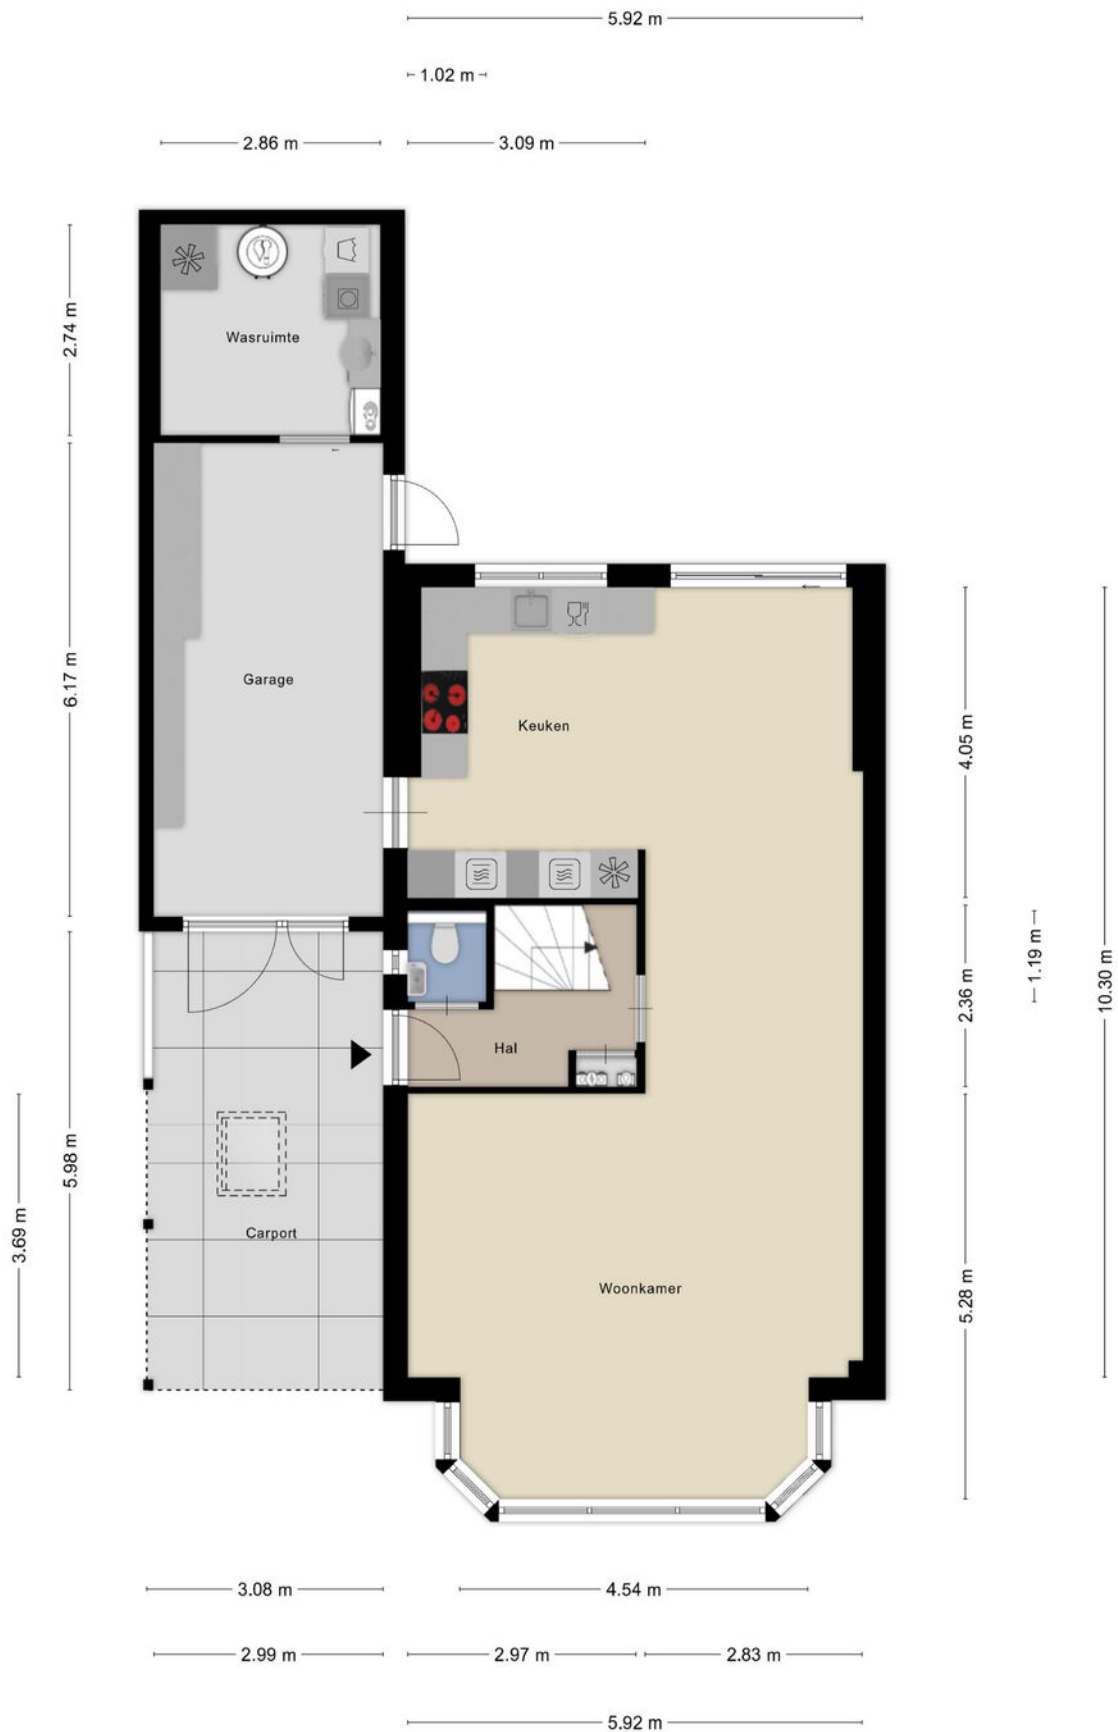 5.92 m
1.02 m
2.86 m
3.09 m
2.74 m
Wasruimte
6.17 m
Garage
Keuken
4.05 m
2.36 m
1.19 m
10.30 m
Hal
5.98 m
3.69 m
Carport
Woonkamer
5.28 m
3.08 m
4.54 m
2.99 m
2.97 m
2.83 m
5.92 m